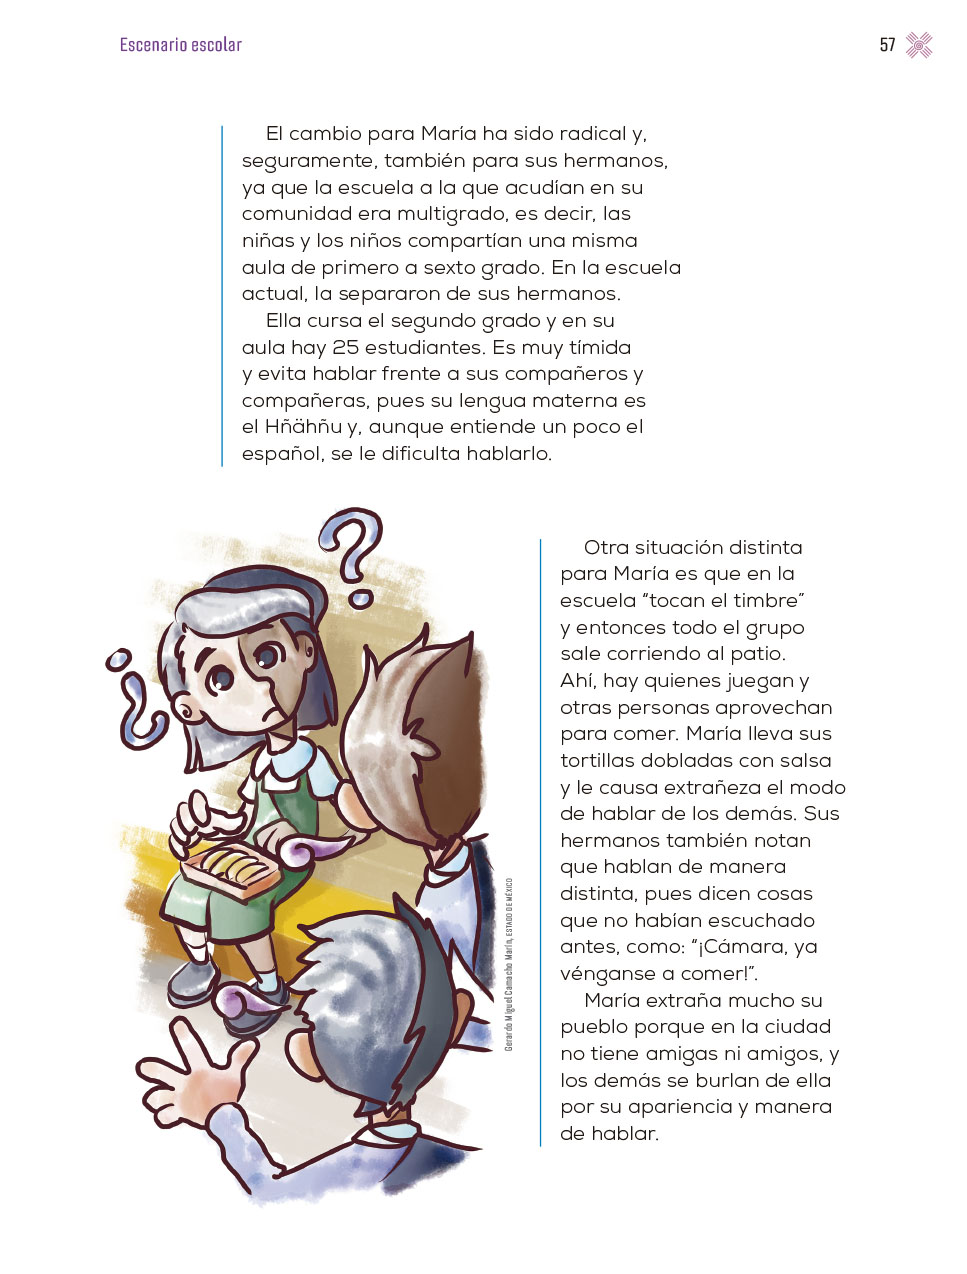 Escenario escolar
57
El cambio para María ha sido radical y,
seguramente, también para sus hermanos,
ya que la escuela a la que acudían en su
comunidad era multigrado, es decir, las
niñas y los niños compartían una misma
aula de primero a sexto grado. En la escuela
actual, la separaron de sus hermanos.
Ella cursa el segundo grado y en su
aula hay 25 estudiantes. Es muy tímida
y evita hablar frente a sus compañeros y
compañeras, pues su lengua materna es
el Hñähñu y, aunque entiende un poco el
español, se le dificulta hablarlo.
?
¿
Gerardo Miguel Camacho Marín, ESTADO DE MÉXICO
Otra situación distinta
para María es que en la
escuela “tocan el timbre”
y entonces todo el grupo
sale corriendo al patio.
Ahí, hay quienes juegan y
otras personas aprovechan
para comer. María lleva sus
tortillas dobladas con salsa
y le causa extrañeza el modo
de hablar de los demás. Sus
hermanos también notan
que hablan de manera
distinta, pues dicen cosas
que no habían escuchado
antes, como: “¡Cámara, ya
vénganse a comer!”.
María extraña mucho su
pueblo porque en la ciudad
no tiene amigas ni amigos, y
los demás se burlan de ella
por su apariencia y manera
de hablar.